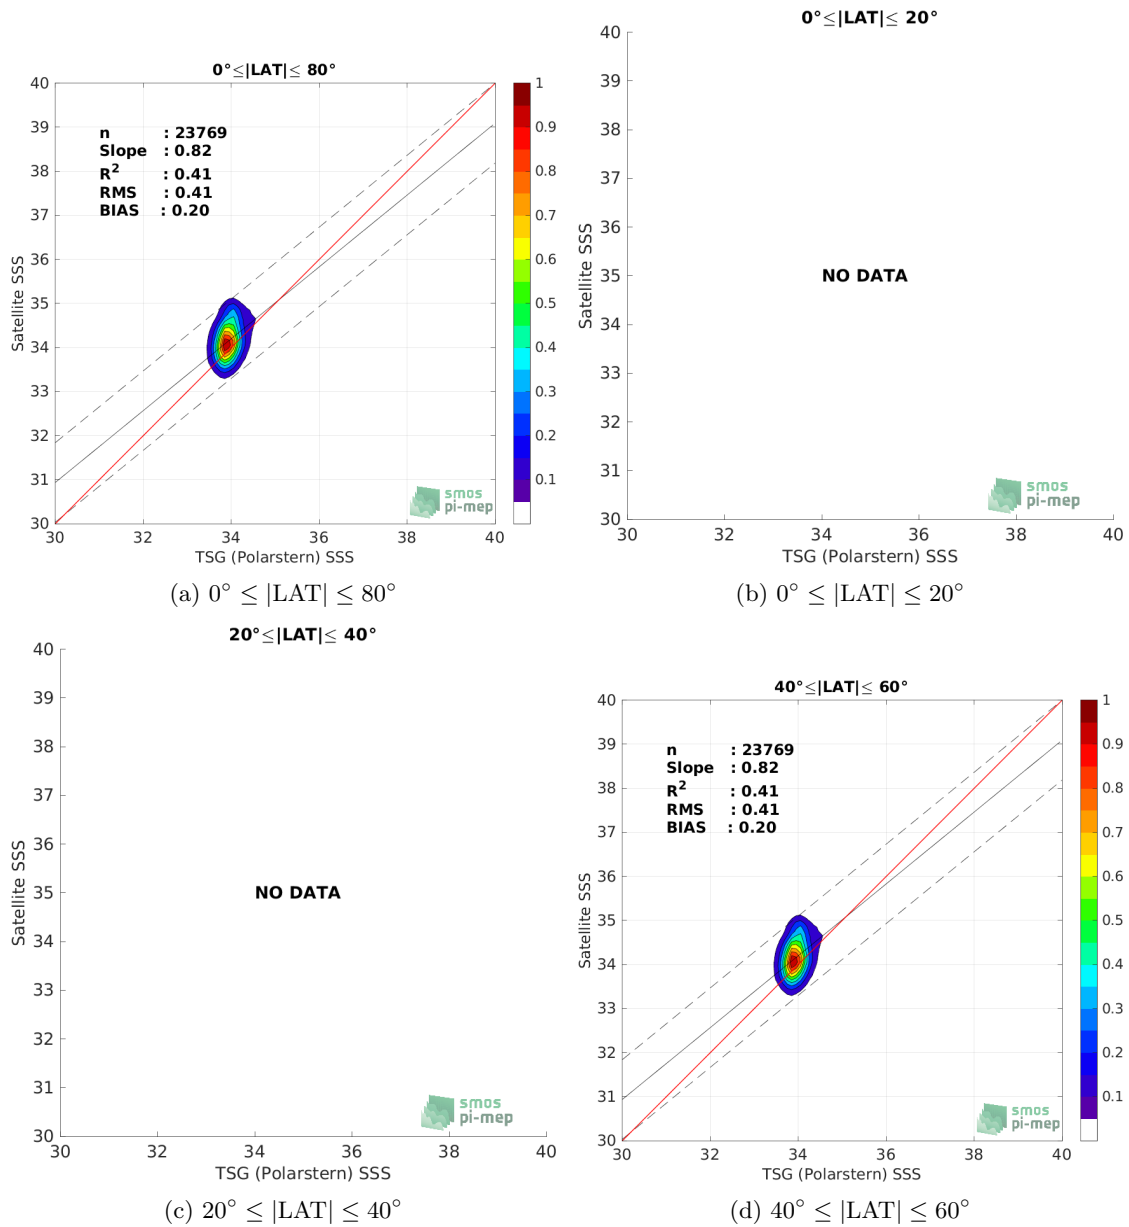 0°≤|LAT|≤ 80°
40
39
38
37
36
35
34
33
32
31
30
Satellite SSS
n : 23769
Slope : 0.82
R² : 0.41
RMS : 0.41
BIAS : 0.20
smos
pi-mep
30 32 34 36 38 40
TSG (Polarstern) SSS
1
0.9
0.8
0.7
0.6
0.5
0.4
0.3
0.2
0.1
(a) 0° ≤ |LAT| ≤ 80°
0°≤|LAT|≤ 20°
40
39
38
37
36
35
34
33
32
31
30
Satellite SSS
NO DATA
smos
pi-mep
30 32 34 36 38 40
TSG (Polarstern) SSS
(b) 0° ≤ |LAT| ≤ 20°
20°≤|LAT|≤ 40°
40
39
38
37
36
35
34
33
32
31
30
Satellite SSS
NO DATA
smos
pi-mep
30 32 34 36 38 40
TSG (Polarstern) SSS
(c) 20° ≤ |LAT| ≤ 40°
40°≤|LAT|≤ 60°
40
39
38
37
36
35
34
33
32
31
30
Satellite SSS
n : 23769
Slope : 0.82
R² : 0.41
RMS : 0.41
BIAS : 0.20
smos
pi-mep
30 32 34 36 38 40
TSG (Polarstern) SSS
1
0.9
0.8
0.7
0.6
0.5
0.4
0.3
0.2
0.1
(d) 40° ≤ |LAT| ≤ 60°